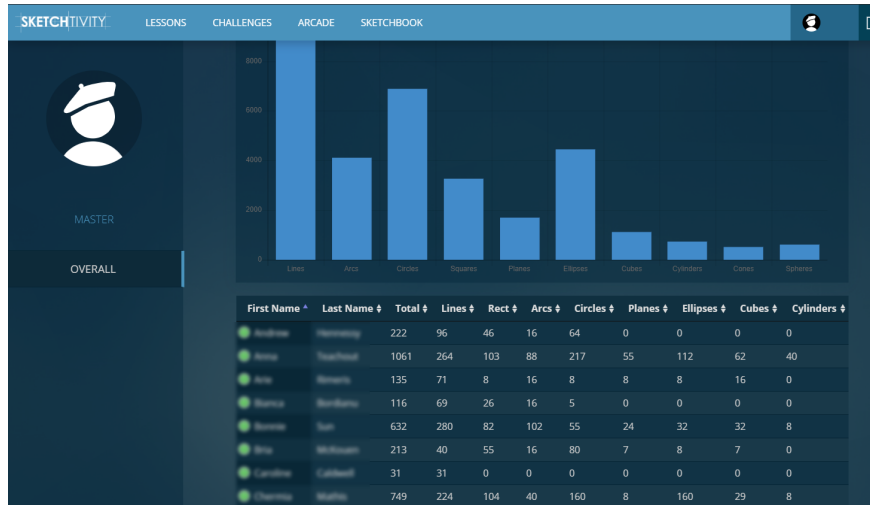 SKETCHTIVITY LESSONS CHALLENGES ARCADE SKETCHBOOK
8000
6000
4000
2000
0
Lines Arcs Circles Squares Planes Ellipses Cubes Cylinders Cones Spheres
MASTER
OVERALL
First Name Last Name Total Lines Rect Arcs Circles Planes Ellipses Cubes Cylinders
222 96 46 16 64 0 0 0 0
1061 264 103 88 217 55 112 62 40
135 71 8 16 8 8 8 16 0
116 69 26 16 5 0 0 0 0
632 280 82 102 55 24 32 32 8
213 40 55 16 80 7 8 7 0
31 31 0 0 0 0 0 0 0
749 224 104 40 160 8 160 29 8